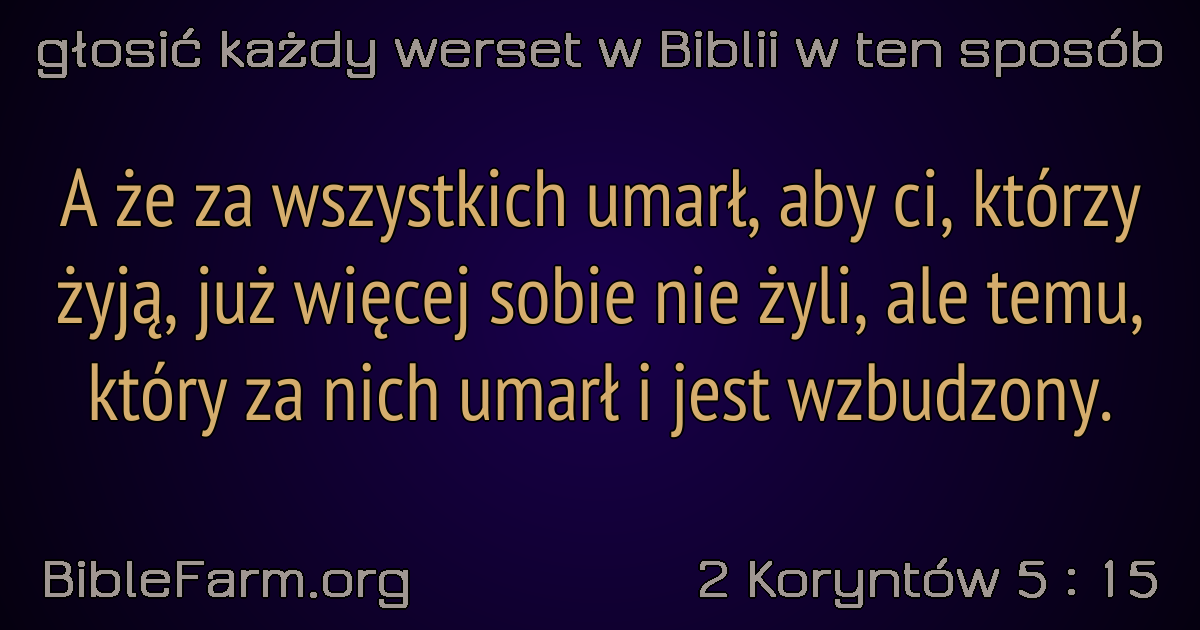 głosić każdy werset w Biblii w ten sposób
A że za wszystkich umarł, aby ci, którzy
żyją, już więcej sobie nie żyli, ale temu,
który za nich umarł i jest wzbudzony.
BibleFarm.org
2 Koryntów 5 : 15